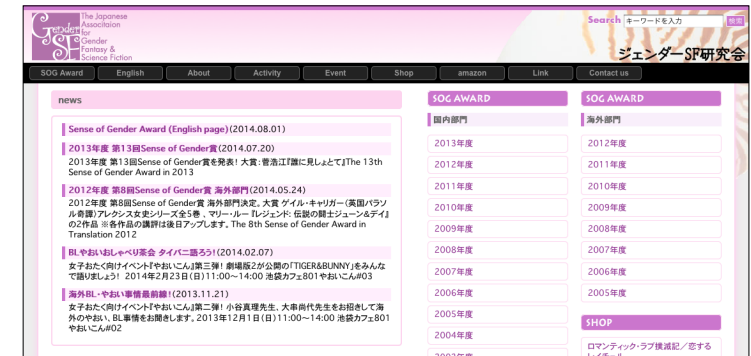 The Japanese
Associtaion
for
Gender
Fantasy &
Science Fiction
Gender
SF
Search キーワードを入力 検索
ジェンダーSF研究会
SOG Award English About Activity Event Shop amazon Link Contact us
news
Sense of Gender Award (English page)(2014.08.01)
2013年度 第13回Sense of Gender賞(2014.07.20)
2013年度 第13回Sense of Gender賞を発表! 大賞:菅浩江『誰に見しょとて』The 13th
Sense of Gender Award in 2013
2012年度 第8回Sense of Gender賞 海外部門(2014.05.24)
2012年度 第8回Sense of Gender賞 海外部門決定。大賞 ゲイル・キャリガー(英国パラソ
ル奇譚)アレクシス女史シリーズ全5巻 、マリー・ルー『レジェンド: 伝説の闘士ジューン&デイ』
の2作品 ※各作品の講評は後日アップします。The 8th Sense of Gender Award in
Translation 2012
BLやおいおしゃべり茶会 タイバニ語ろう!(2014.02.07)
女子おたく向けイベント『やおいこん』第三弾! 劇場版2が公開の「TIGER&BUNNY」をみんな
で語りましょう! 2014年2月23日(日)11:00~14:00 池袋カフェ801やおいこん#03
海外BL・やおい事情最前線!(2013.11.21)
女子おたく向けイベント『やおいこん』第二弾! 小谷真理先生、大串尚代先生をお招きして海
外のやおい、BL事情をお聞きします。2013年12月1日(日)11:00~14:00 池袋カフェ801
やおいこん#02
SOG AWARD
国内部門
2013年度
2012年度
2011年度
2010年度
2009年度
2008年度
2007年度
2006年度
2005年度
2004年度
SOG AWARD
海外部門
2012年度
2011年度
2010年度
2009年度
2008年度
2007年度
2006年度
2005年度
SHOP
ロマンティック・ラブ撲滅記/恋する